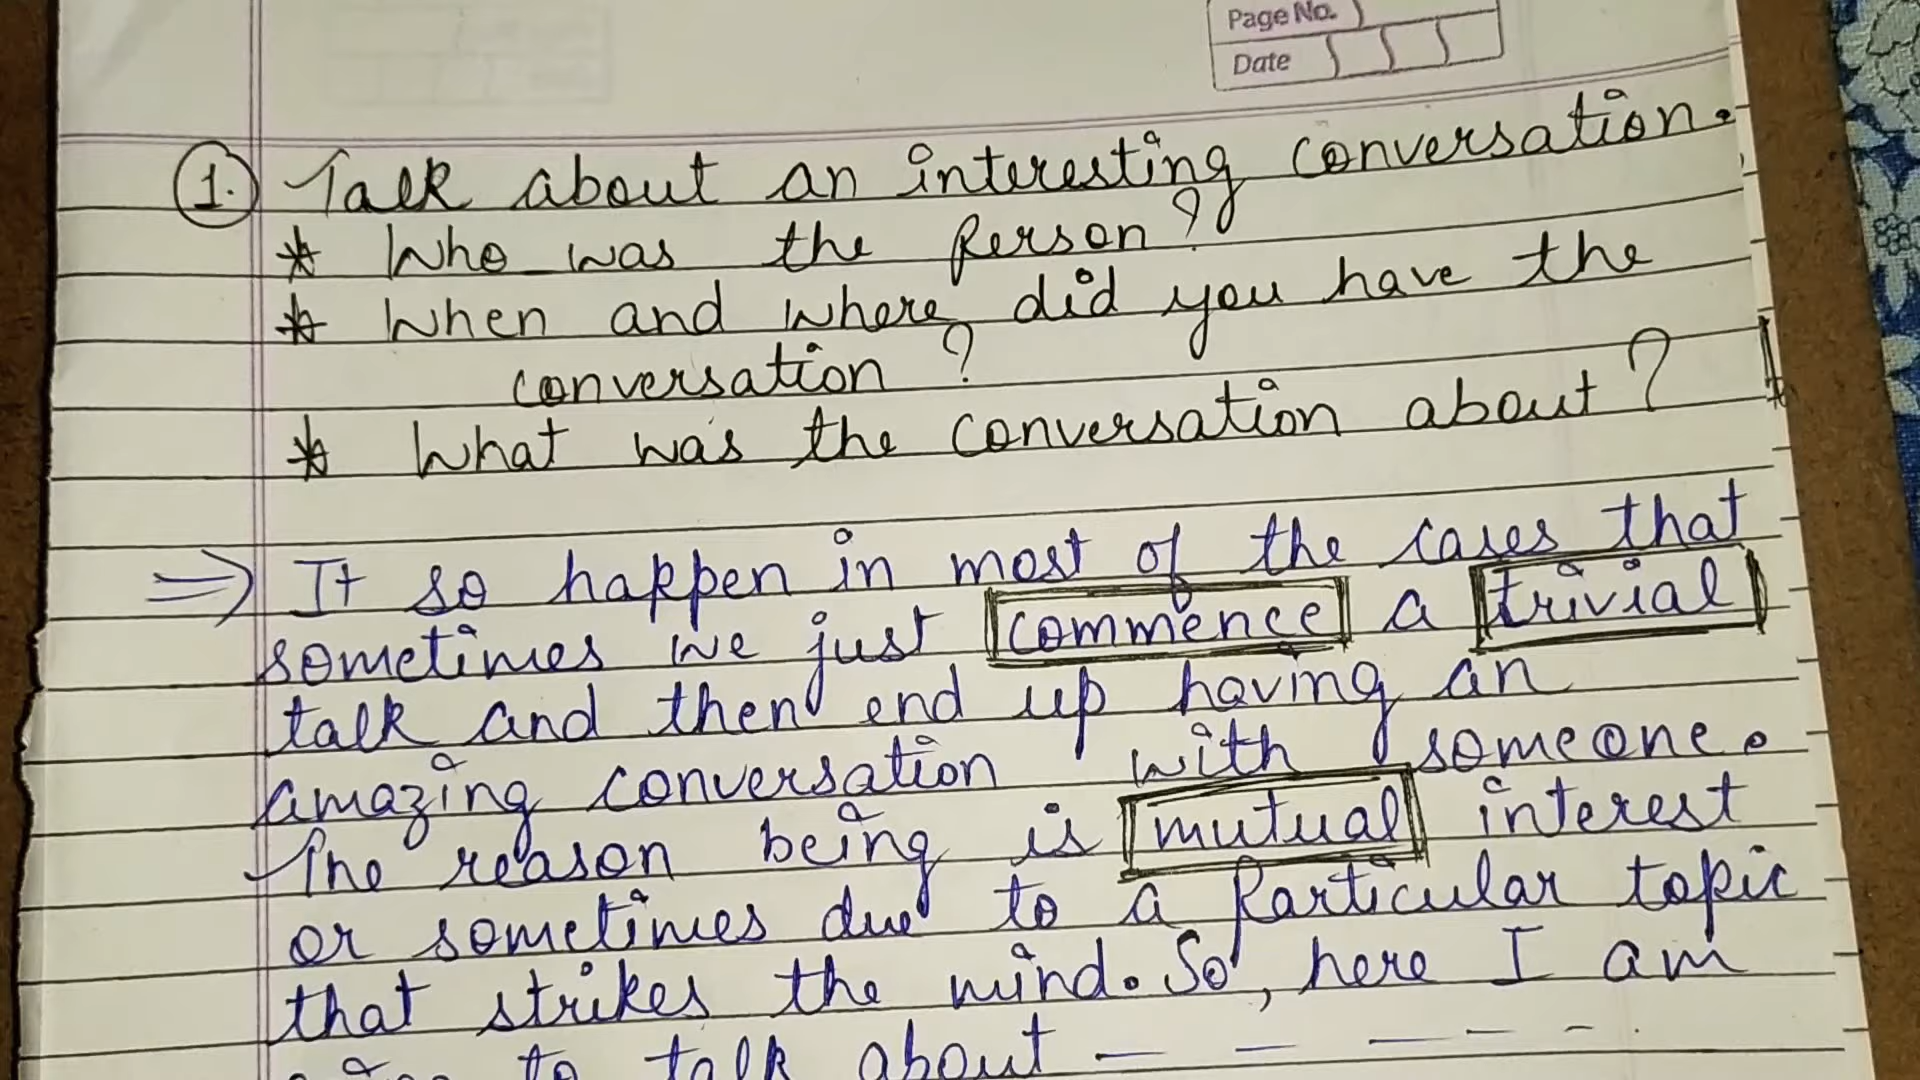 Page No.
Date
1. Talk about an interesting conversation.
* Who was the person?
* When and where did you have the
conversation?
* What was the conversation about?
⇒ It so happen in most of the cases that
sometimes we just commence a trivial
talk and then end up having an
amazing conversation with someone.
The reason being is mutual interest
or sometimes due to a particular topic
that strikes the mind. So, here I am
to talk about — — — -